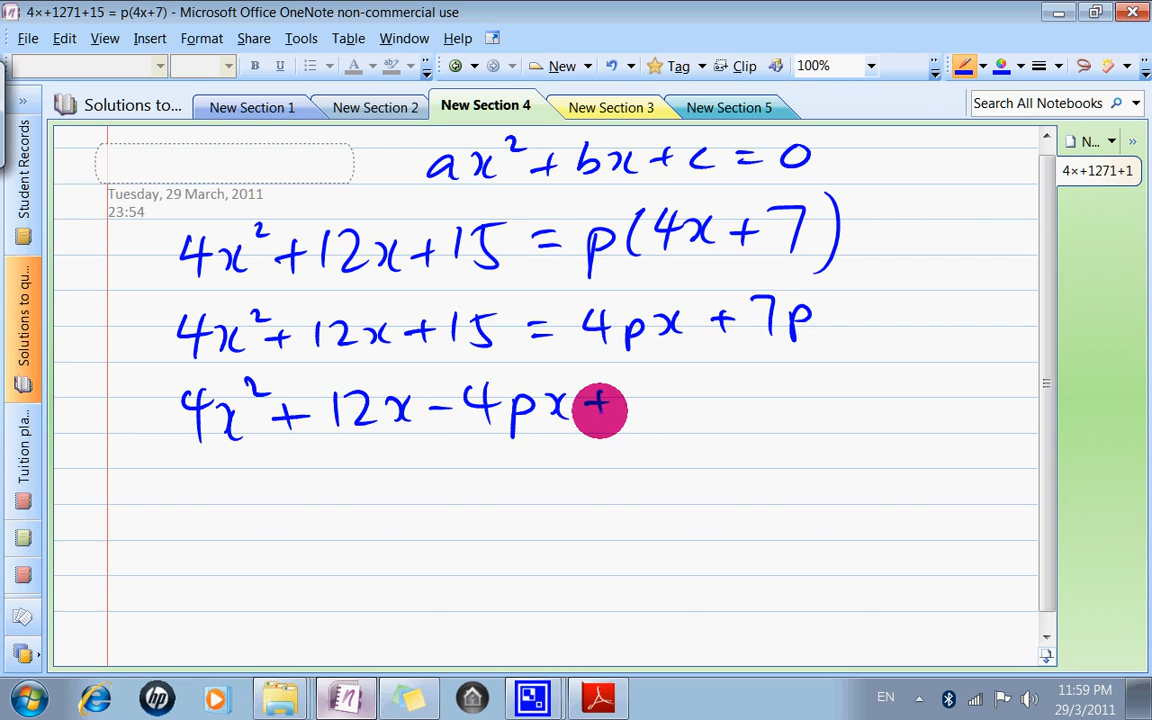 4×+1271+15 = p(4x+7) - Microsoft Office OneNote non-commercial use
File Edit View Insert Format Share Tools Table Window Help
B U A ab New Tag Clip 100%
Solutions to... New Section 1 New Section 2 New Section 4 New Section 3 New Section 5 Search All Notebooks
Student Records
Solutions to qu...
Tuition pla...
N...
4×+1271+1
Tuesday, 29 March, 2011
23:54
ax² + bx + c = 0
4x² + 12x + 15 = p(4x + 7)
4x² + 12x + 15 = 4px + 7p
4x² + 12x - 4px +
EN 11:59 PM
29/3/2011